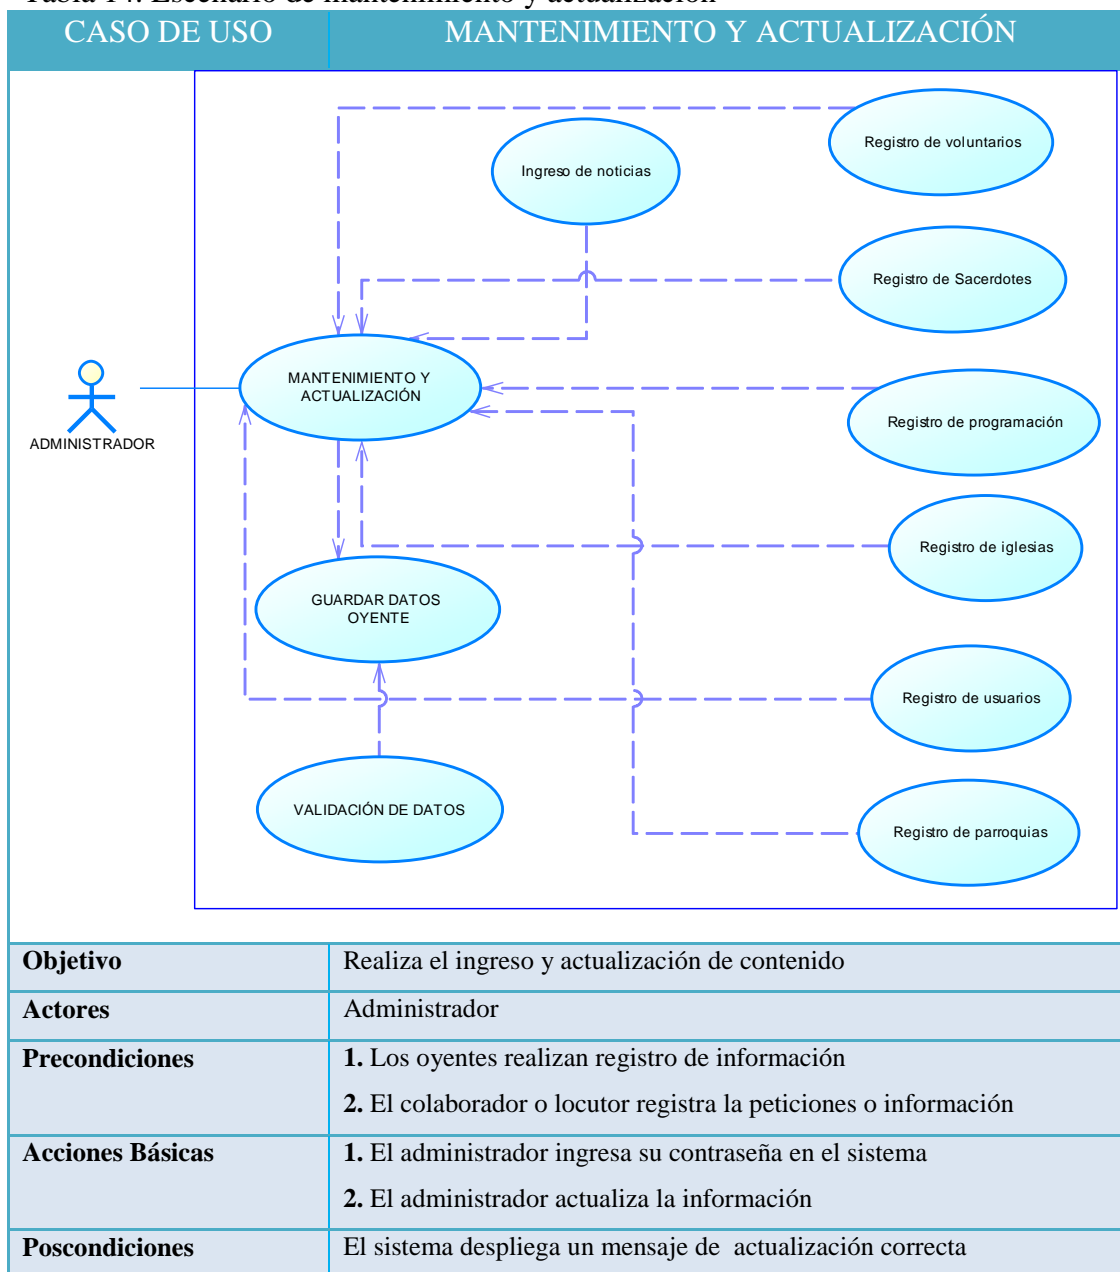 Tabla 14. Escenario de mantenimiento y actualización
CASO DE USO
MANTENIMIENTO Y ACTUALIZACIÓN
Registro de voluntarios
Ingreso de noticias
Registro de Sacerdotes
MANTENIMIENTO Y
ACTUALIZACIÓN
ADMINISTRADOR
Registro de programación
Registro de iglesias
GUARDAR DATOS
OYENTE
Registro de usuarios
VALIDACIÓN DE DATOS
Registro de parroquias
Objetivo
Realiza el ingreso y actualización de contenido
Actores
Administrador
Precondiciones
1. Los oyentes realizan registro de información
2. El colaborador o locutor registra la peticiones o información
Acciones Básicas
1. El administrador ingresa su contraseña en el sistema
2. El administrador actualiza la información
Poscondiciones
El sistema despliega un mensaje de  actualización correcta